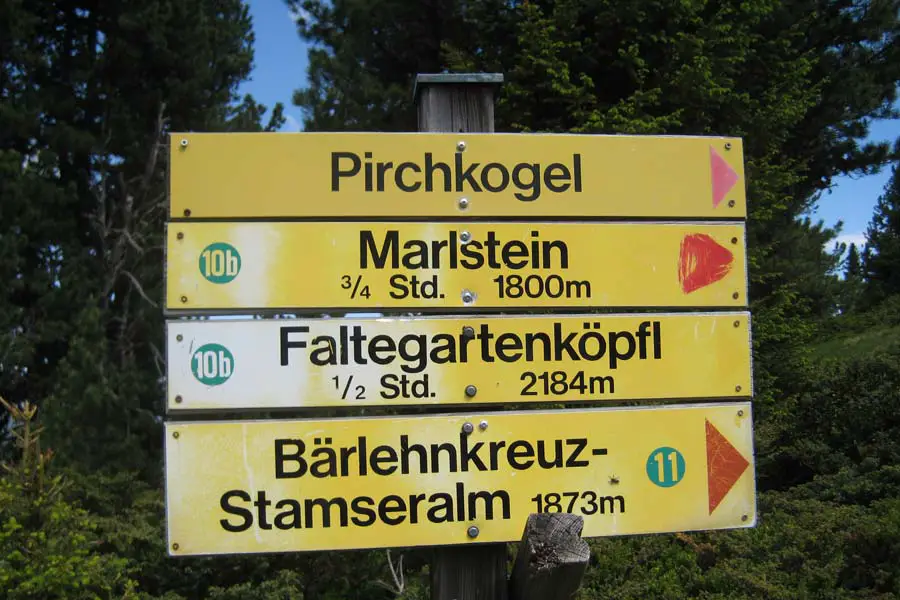 Pirchkogel
10b Marlstein
3/4 Std. 1800m
10b Faltegartenköpfl
1/2 Std. 2184m
Bärlehnkreuz-
11
Stamseralm 1873m